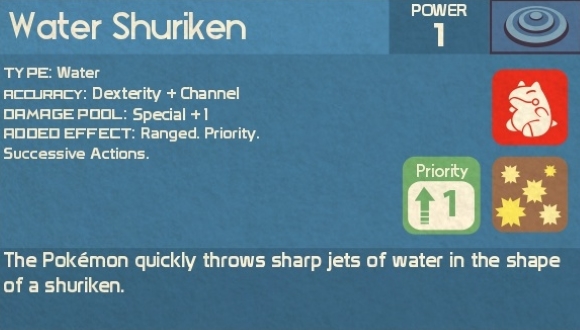 Water Shuriken
POWER
1
TYPE: Water
ACCURACY: Dexterity + Channel
DAMAGE POOL: Special +1
ADDED EFFECT: Ranged. Priority.
Successive Actions.
Priority
1
The Pokémon quickly throws sharp jets of water in the shape
of a shuriken.